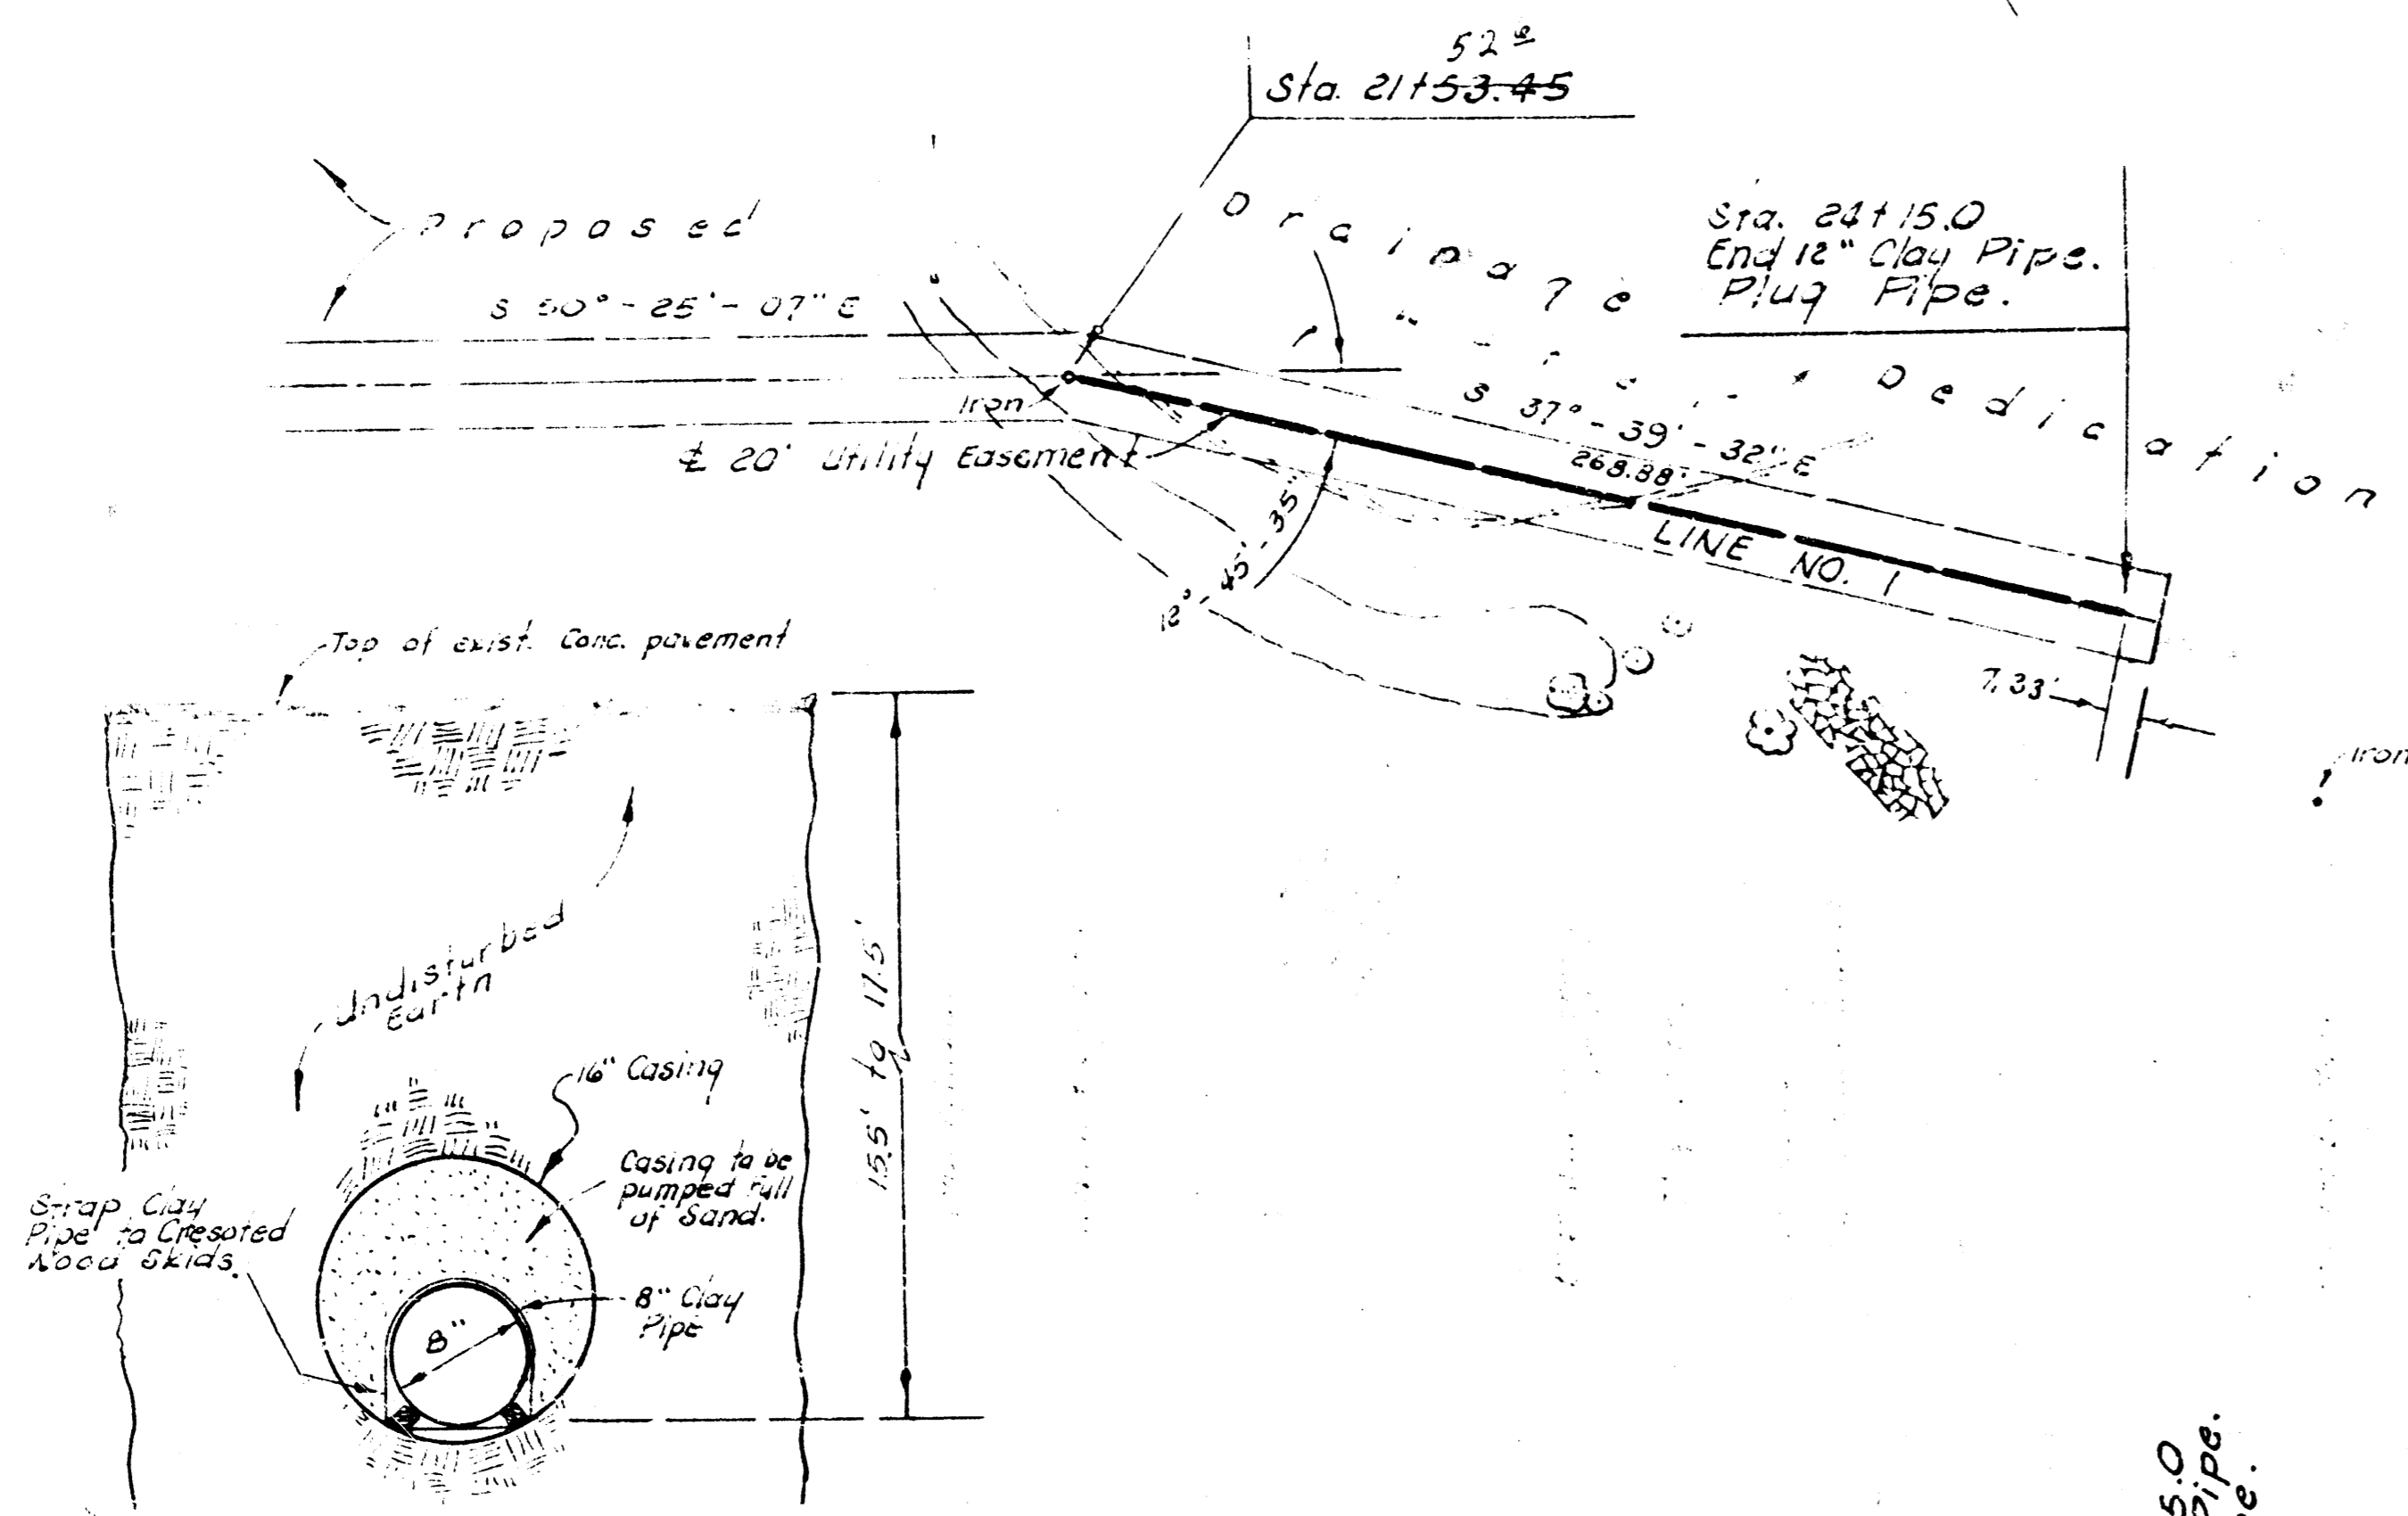 52
Sta. 21+53.45
Proposed
Drainage
Dedication
Sta. 24+15.0
End 12" Clay Pipe.
Plug Pipe.
S 50°-25'-07" E
Iron
℄ 20' Utility Easement
S 37°-39'-32" E
268.88'
12°-45'-35"
LINE NO. 1
7.33'
Iron
Top of exist. Conc. pavement
Undisturbed
Earth
15.5' to 17.5'
16" Casing
Casing to be
pumped full
of Sand.
Strap Clay
Pipe to Cresoted
Wood Skids.
8" Clay
Pipe
8"
5.0
Pipe.
e.